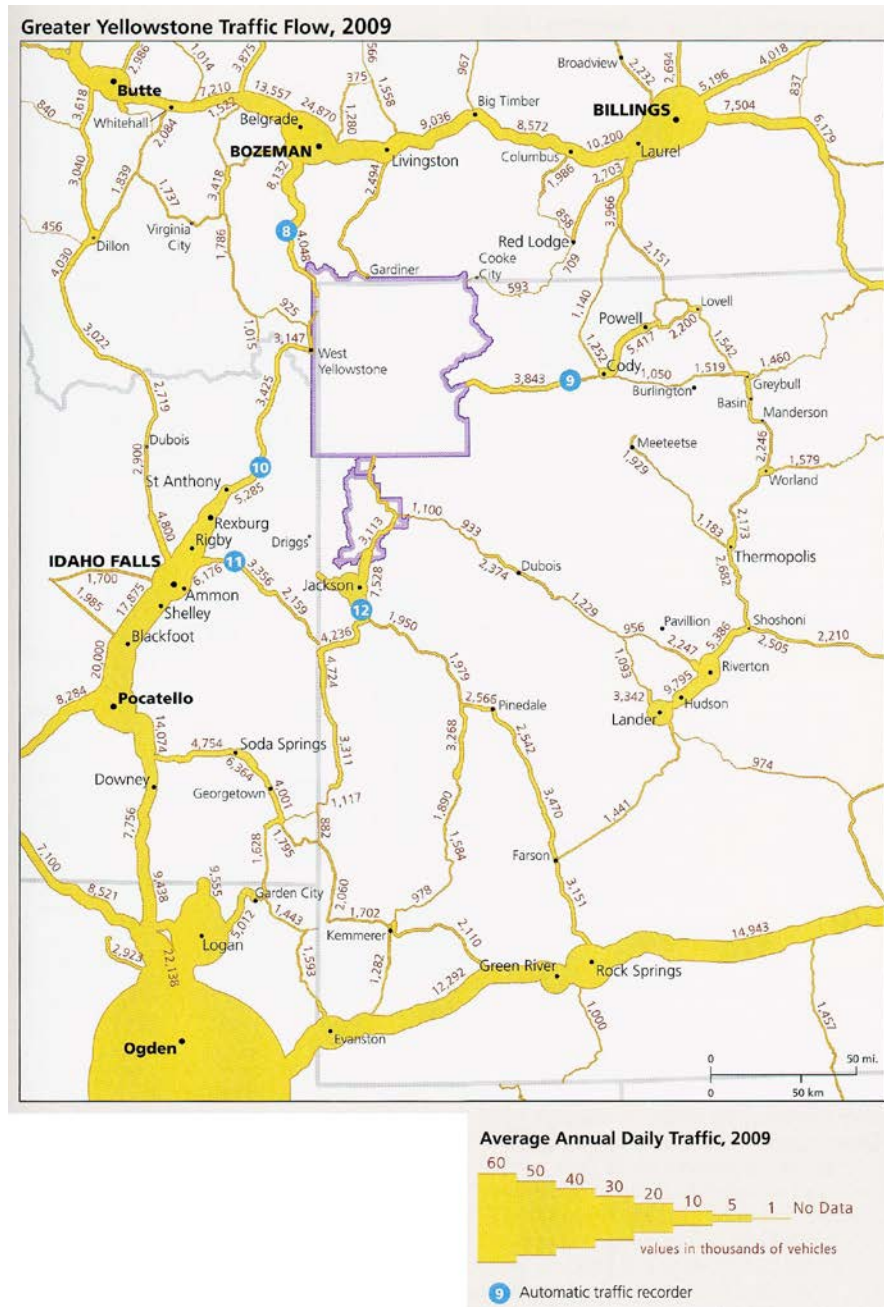 Greater Yellowstone Traffic Flow, 2009
2,986
1,014
3,875
566
967
Broadview
2,232
2,694
5,196
4,018
Butte
3,618
7,210
13,557
375
1,558
Big Timber
BILLINGS
7,504
837
840
Whitehall
2,084
1,522
Belgrade
24,870
1,280
9,036
8,572
10,200
6,179
BOZEMAN
Livingston
Columbus
Laurel
3,040
1,839
1,737
3,418
8,132
2,494
1,986
2,703
3,966
456
Dillon
Virginia
City
1,786
8
4,048
858
Red Lodge
709
2,151
4,030
Gardiner
Cooke
City
593
1,140
925
1,015
3,147
West
Yellowstone
Lovell
Powell
2,200
5,417
1,542
3,022
1,252
Cody
3,843
9
1,050
1,519
1,460
Burlington
Greybull
Basin
Manderson
2,719
3,425
Dubois
2,900
Meeteetse
1,929
2,246
1,579
Worland
10
St Anthony
5,285
4,800
Rexburg
Rigby
Driggs
1,100
933
3,113
1,183
2,173
Thermopolis
IDAHO FALLS
11
3,356
6,176
1,700
Ammon
1,985
17,875
Shelley
2,159
Jackson
7,528
2,374
Dubois
2,682
12
1,229
Blackfoot
4,236
1,950
956
Pavillion
2,247
5,386
Shoshoni
2,505
2,210
20,000
4,724
1,979
1,093
Riverton
8,284
Pocatello
2,566
Pinedale
3,342
9,795
Hudson
Lander
14,074
4,754
Soda Springs
3,268
2,542
6,364
3,311
974
Downey
Georgetown
4,001
1,117
3,470
7,756
882
1,890
1,441
1,795
1,628
1,584
Farson
7,100
8,521
9,438
9,555
Garden City
2,060
978
3,151
5,012
1,443
1,702
14,943
Logan
Kemmerer
2,110
2,923
22,138
1,593
1,282
Green River
Rock Springs
12,292
1,000
1,457
Ogden
Evanston
0 50 mi.
0 50 km
Average Annual Daily Traffic, 2009
60 50 40 30 20 10 5 1 No Data
values in thousands of vehicles
9 Automatic traffic recorder